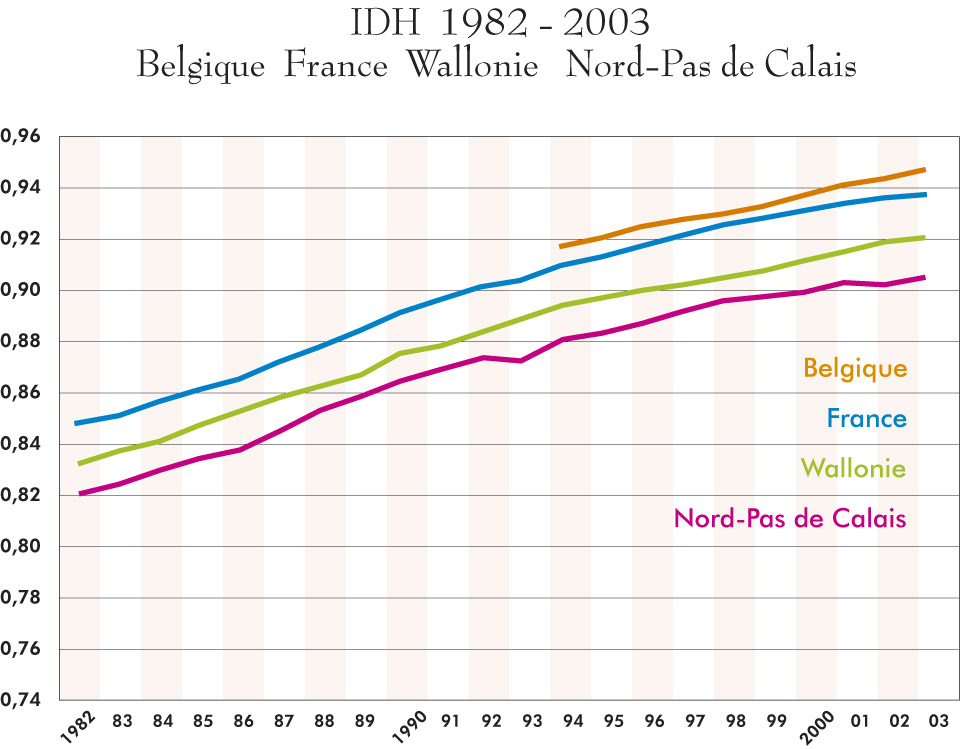 IDH 1982 - 2003
Belgique France Wallonie Nord-Pas de Calais
0,96
0,94
0,92
0,90
0,88
0,86
0,84
0,82
0,80
0,78
0,76
0,74
Belgique
France
Wallonie
Nord-Pas de Calais
1982 83 84 85 86 87 88 89 1990 91 92 93 94 95 96 97 98 99 2000 01 02 03